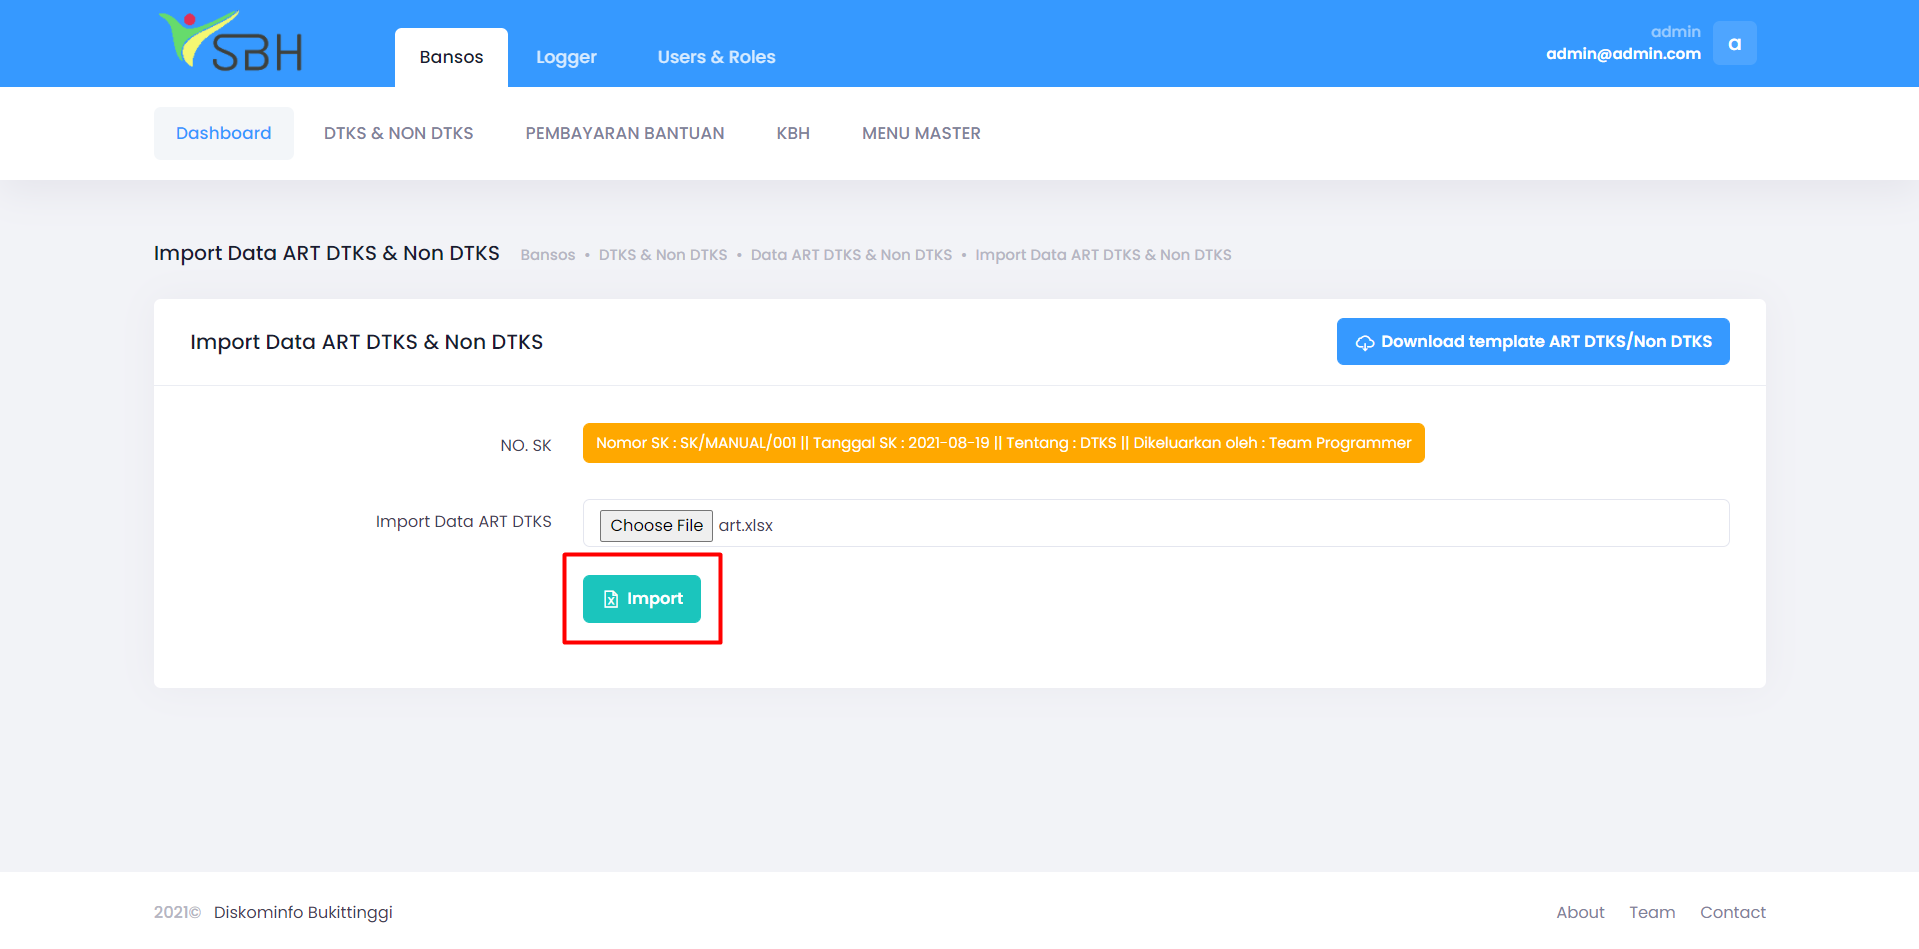 SBH
Bansos
Logger
Users & Roles
admin
admin@admin.com
a
Dashboard
DTKS & NON DTKS
PEMBAYARAN BANTUAN
KBH
MENU MASTER
Import Data ART DTKS & Non DTKS
Bansos • DTKS & Non DTKS • Data ART DTKS & Non DTKS • Import Data ART DTKS & Non DTKS
Import Data ART DTKS & Non DTKS
Download template ART DTKS/Non DTKS
NO. SK
Nomor SK : SK/MANUAL/001 || Tanggal SK : 2021-08-19 || Tentang : DTKS || Dikeluarkan oleh : Team Programmer
Import Data ART DTKS
Choose File art.xlsx
Import
2021© Diskominfo Bukittinggi
About
Team
Contact